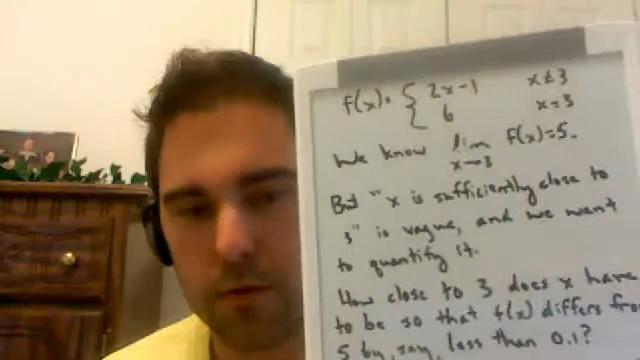 f(x) = { 2x-1 x≠3
6 x=3
We know lim x→3 f(x)=5.
But "x is sufficiently close to
3" is vague, and we want
to quantify it.
How close to 3 does x have
to be so that f(x) differs from
5 by, say, less than 0.1?